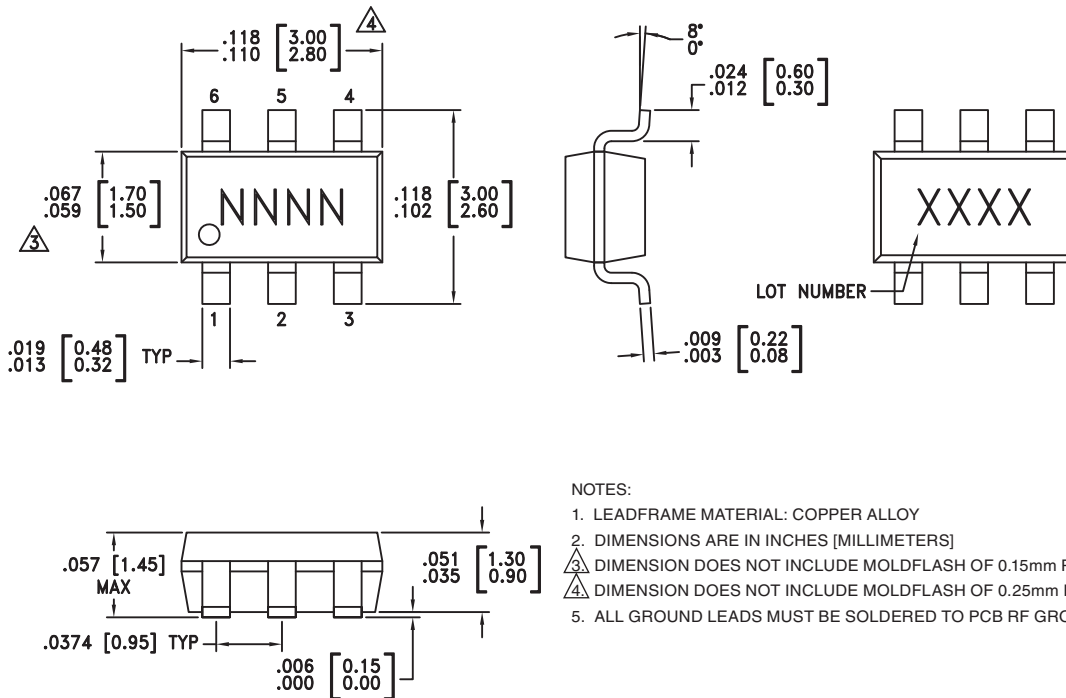 4
.118 [3.00]
.110 [2.80]
6 5 4
.067 [1.70]
.059 [1.50]
3
NNNN
.118 [3.00]
.102 [2.60]
1 2 3
.019 [0.48] TYP
.013 [0.32]
8°
0°
.024 [0.60]
.012 [0.30]
.009 [0.22]
.003 [0.08]
XXXX
LOT NUMBER
.057 [1.45]
MAX
.051 [1.30]
.035 [0.90]
.0374 [0.95] TYP
.006 [0.15]
.000 [0.00]
NOTES:
1. LEADFRAME MATERIAL: COPPER ALLOY
2. DIMENSIONS ARE IN INCHES [MILLIMETERS]
3. DIMENSION DOES NOT INCLUDE MOLDFLASH OF 0.15mm
4. DIMENSION DOES NOT INCLUDE MOLDFLASH OF 0.25mm
5. ALL GROUND LEADS MUST BE SOLDERED TO PCB RF